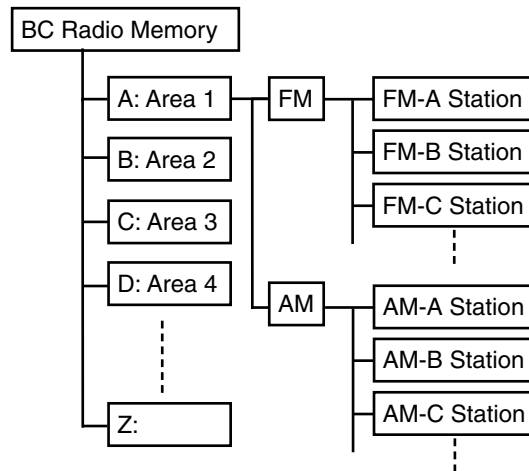 BC Radio Memory
A: Area 1
FM
FM-A Station
B: Area 2
FM-B Station
C: Area 3
FM-C Station
D: Area 4
AM
AM-A Station
AM-B Station
Z:
AM-C Station